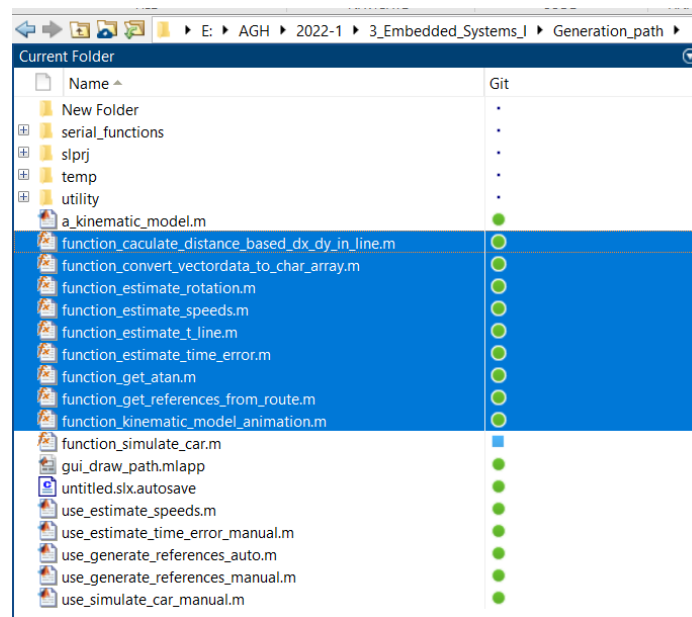 E: ▸ AGH ▸ 2022-1 ▸ 3_Embedded_Systems_I ▸ Generation_path ▸
Current Folder
Name Git
New Folder
serial_functions
slprj
temp
utility
a_kinematic_model.m
function_caculate_distance_based_dx_dy_in_line.m
function_convert_vectordata_to_char_array.m
function_estimate_rotation.m
function_estimate_speeds.m
function_estimate_t_line.m
function_estimate_time_error.m
function_get_atan.m
function_get_references_from_route.m
function_kinematic_model_animation.m
function_simulate_car.m
gui_draw_path.mlapp
untitled.slx.autosave
use_estimate_speeds.m
use_estimate_time_error_manual.m
use_generate_references_auto.m
use_generate_references_manual.m
use_simulate_car_manual.m